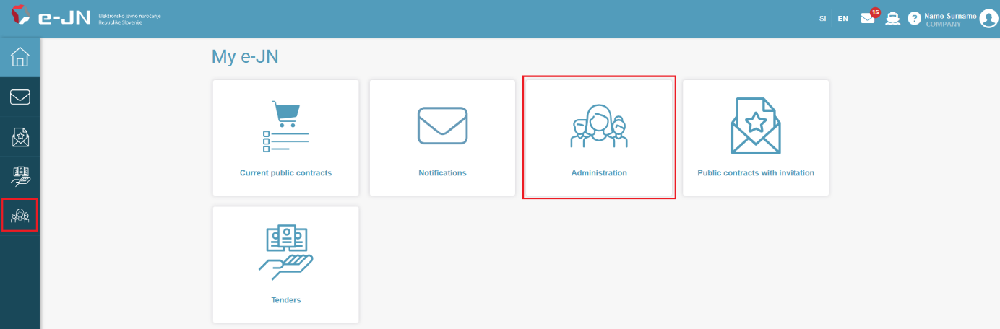 e-JN
Elektronsko javno naročanje
Republike Slovenije
SI
EN
15
?
Name Surname
COMPANY
My e-JN
Current public contracts
Notifications
Administration
Public contracts with invitation
Tenders